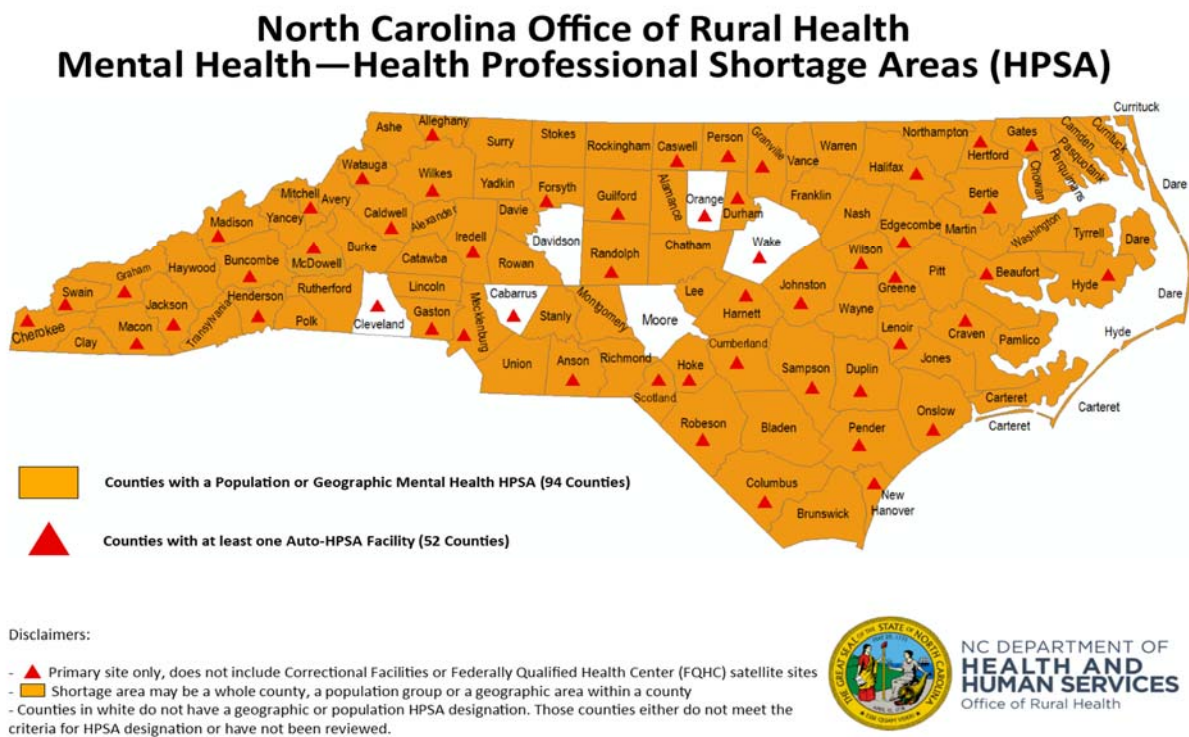 North Carolina Office of Rural Health
Mental Health—Health Professional Shortage Areas (HPSA)
Currituck
Ashe
Alleghany
Surry
Stokes
Rockingham
Caswell
Person
Granville
Vance
Warren
Northampton
Hertford
Gates
Camden
Currituck
Pasquotank
Perquimans
Chowan
Dare
Watauga
Wilkes
Yadkin
Forsyth
Guilford
Alamance
Orange
Durham
Franklin
Halifax
Bertie
Mitchell
Avery
Yancey
Madison
Caldwell
Alexander
Davie
Iredell
Davidson
Randolph
Chatham
Wake
Nash
Edgecombe
Martin
Washington
Tyrrell
Dare
Buncombe
McDowell
Burke
Catawba
Rowan
Haywood
Graham
Swain
Jackson
Henderson
Rutherford
Lincoln
Cabarrus
Mecklenburg
Stanly
Montgomery
Moore
Lee
Harnett
Johnston
Wilson
Greene
Pitt
Beaufort
Hyde
Dare
Cherokee
Clay
Macon
Transylvania
Polk
Cleveland
Gaston
Wayne
Lenoir
Craven
Pamlico
Hyde
Union
Anson
Richmond
Scotland
Hoke
Cumberland
Sampson
Duplin
Jones
Carteret
Carteret
Carteret
Onslow
Robeson
Bladen
Pender
Columbus
Brunswick
New
Hanover
Counties with a Population or Geographic Mental Health HPSA (94 Counties)
Counties with at least one Auto-HPSA Facility (52 Counties)
Disclaimers:
- Primary site only, does not include Correctional Facilities or Federally Qualified Health Center (FQHC) satellite sites
- Shortage area may be a whole county, a population group or a geographic area within a county
- Counties in white do not have a geographic or population HPSA designation. Those counties either do not meet the
criteria for HPSA designation or have not been reviewed.
THE GREAT SEAL OF THE STATE OF NORTH CAROLINA
NC DEPARTMENT OF
HEALTH AND
HUMAN SERVICES
Office of Rural Health